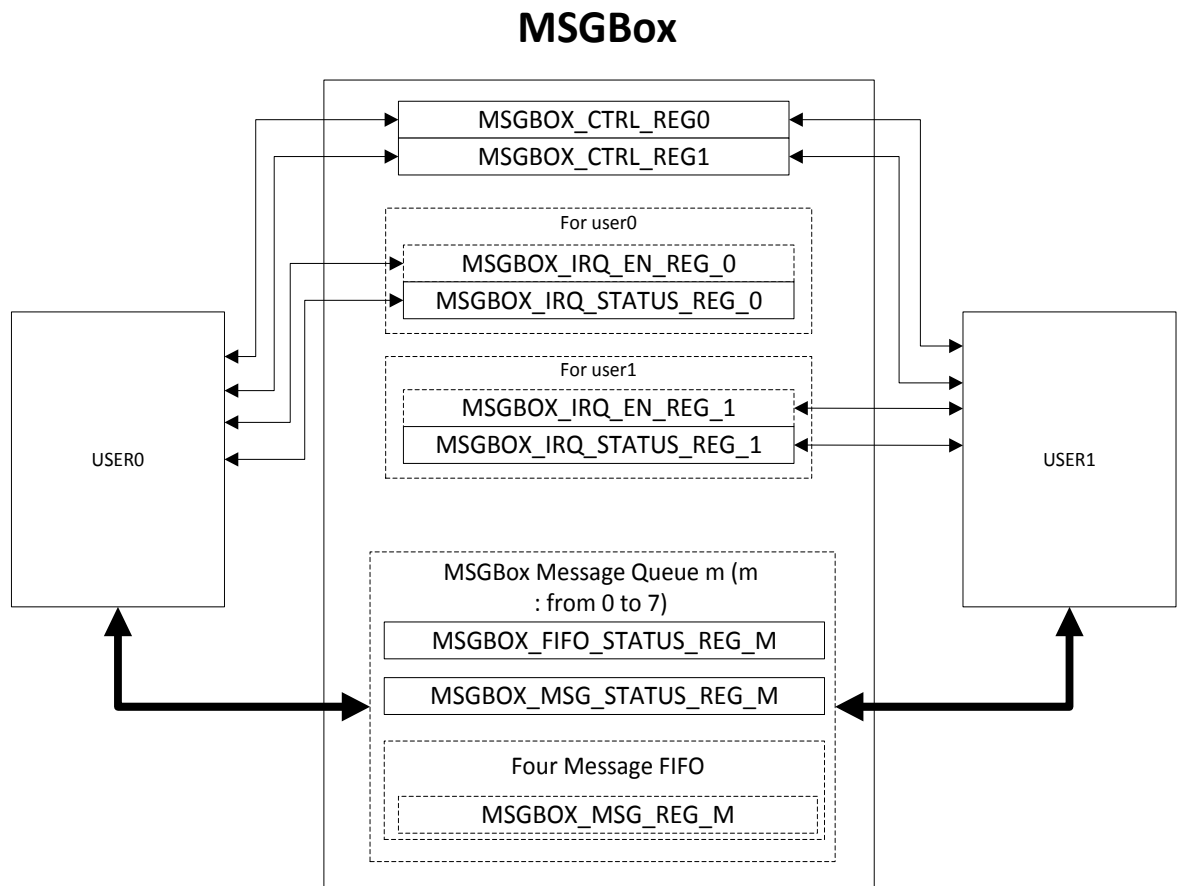 MSGBox
MSGBOX_CTRL_REG0
MSGBOX_CTRL_REG1
For user0
MSGBOX_IRQ_EN_REG_0
MSGBOX_IRQ_STATUS_REG_0
For user1
MSGBOX_IRQ_EN_REG_1
MSGBOX_IRQ_STATUS_REG_1
USER0
USER1
MSGBox Message Queue m (m
: from 0 to 7)
MSGBOX_FIFO_STATUS_REG_M
MSGBOX_MSG_STATUS_REG_M
Four Message FIFO
MSGBOX_MSG_REG_M